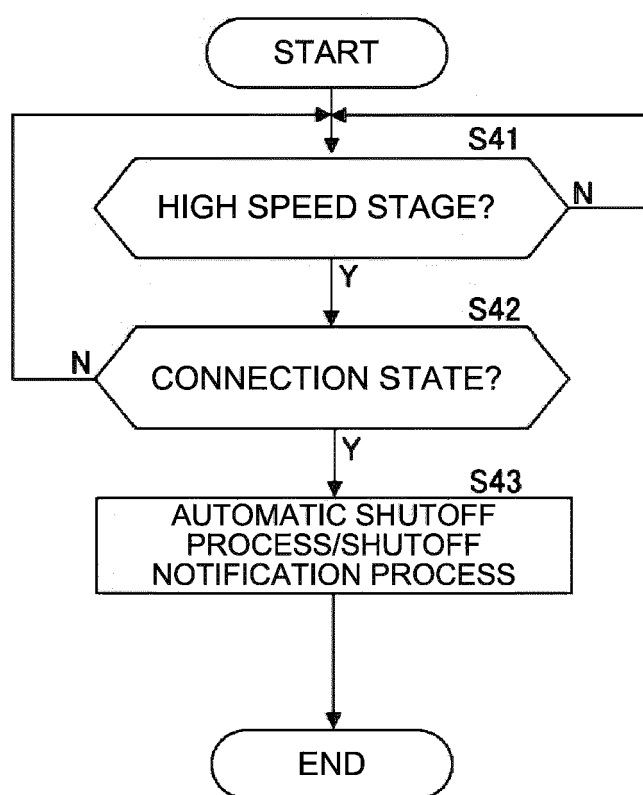 START
S41
HIGH SPEED STAGE?
N
Y
S42
N
CONNECTION STATE?
Y
S43
AUTOMATIC SHUTOFF
PROCESS/SHUTOFF
NOTIFICATION PROCESS
END